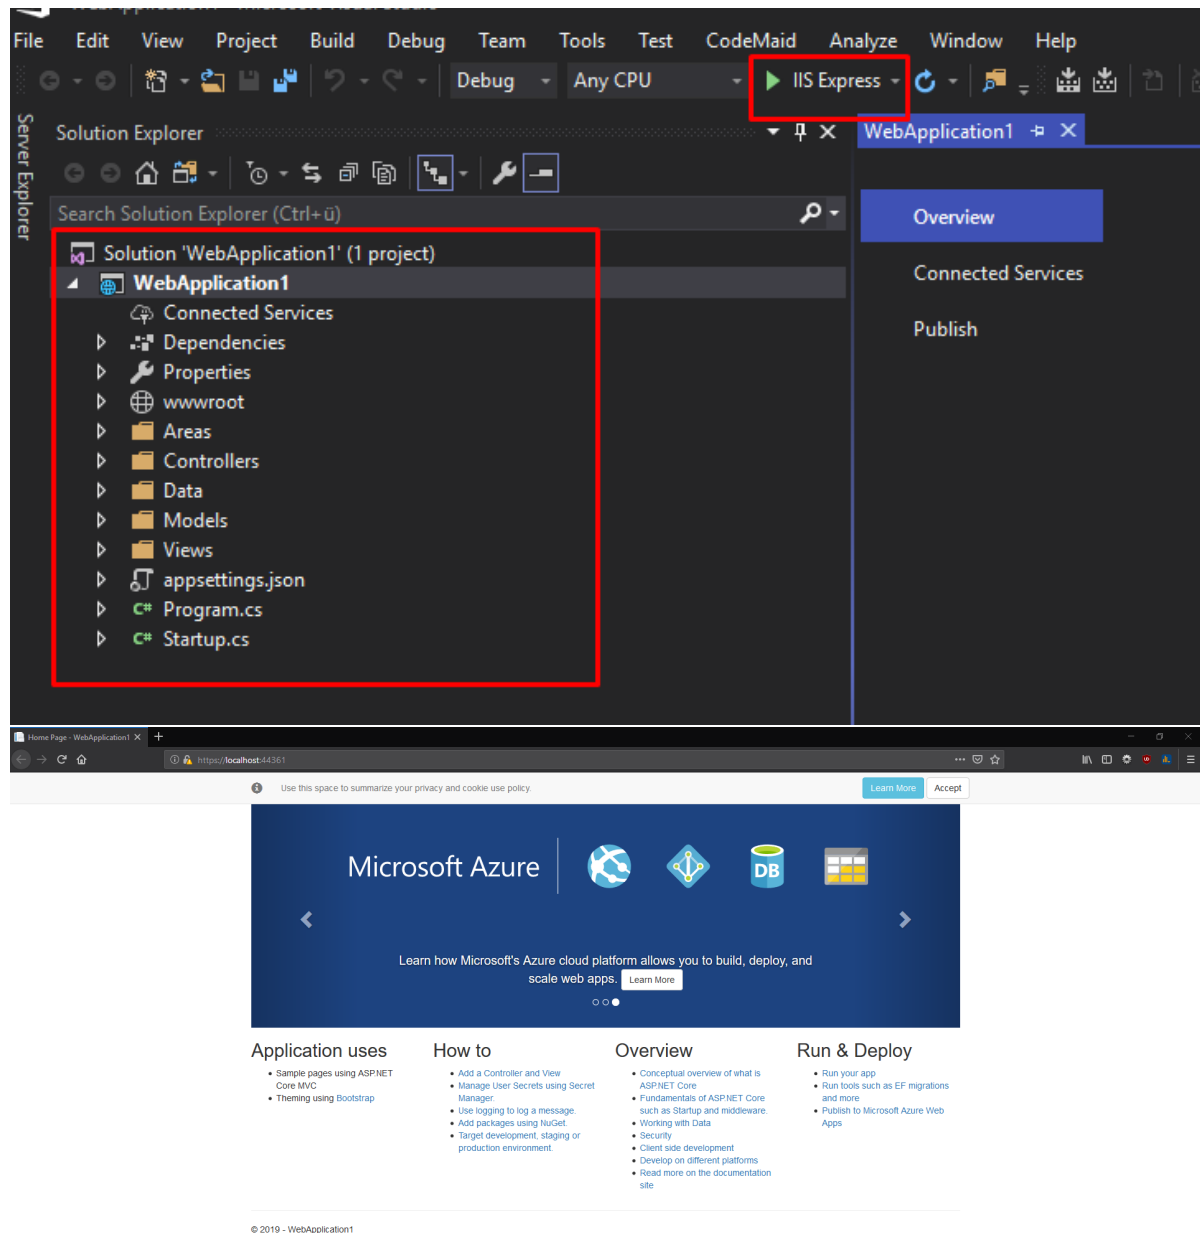 File Edit View Project Build Debug Team Tools Test CodeMaid Analyze Window Help
Debug Any CPU IIS Express
Server Explorer
Solution Explorer
WebApplication1
Search Solution Explorer (Ctrl+ü)
Solution 'WebApplication1' (1 project)
WebApplication1
Connected Services
Dependencies
Properties
wwwroot
Areas
Controllers
Data
Models
Views
appsettings.json
C# Program.cs
C# Startup.cs
Overview
Connected Services
Publish
Home Page - WebApplication1
https://localhost:44361
Use this space to summarize your privacy and cookie use policy.
Learn More
Accept
Microsoft Azure
DB
Learn how Microsoft's Azure cloud platform allows you to build, deploy, and
scale web apps. Learn More
Application uses
Sample pages using ASP.NET
Core MVC
Theming using Bootstrap
How to
Add a Controller and View
Manage User Secrets using Secret
Manager.
Use logging to log a message.
Add packages using NuGet.
Target development, staging or
production environment.
Overview
Conceptual overview of what is
ASP.NET Core
Fundamentals of ASP.NET Core
such as Startup and middleware.
Working with Data
Security
Client side development
Develop on different platforms
Read more on the documentation
site
Run & Deploy
Run your app
Run tools such as EF migrations
and more
Publish to Microsoft Azure Web
Apps
© 2019 - WebApplication1